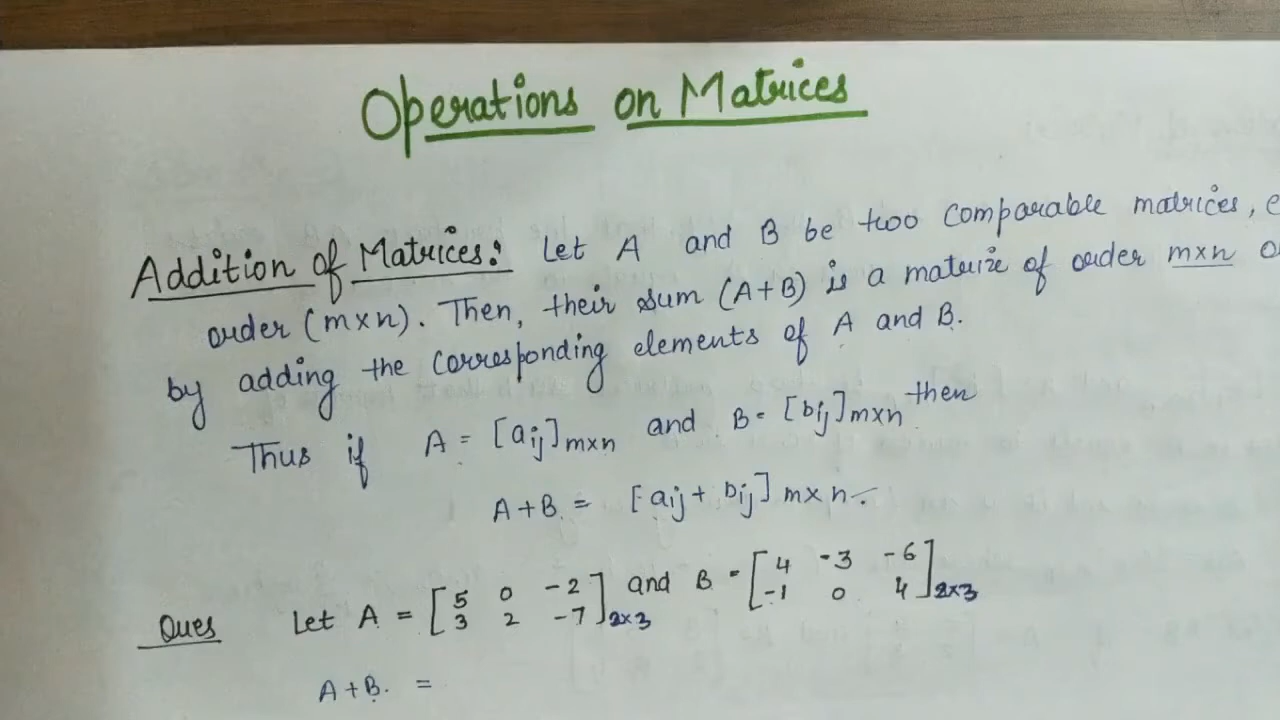 Operations on Matrices
Addition of Matrices: Let A and B be two comparable matrices, e
order (m×n). Then, their sum (A+B) is a matrix of order m×n o
by adding the corresponding elements of A and B.
Thus if A = [aij]m×n and B = [bij]m×n then
A+B = [aij + bij] m×n.
Ques Let A = [5 0 -2 and B = [4 -3 -6
3 2 -7]2×3 -1 0 4]2×3
A+B. =